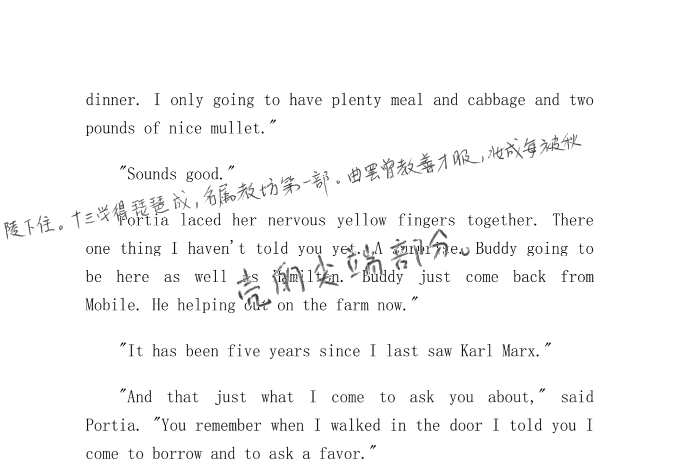 dinner. I only going to have plenty meal and cabbage and two
pounds of nice mullet."
"Sounds good."
陵下住。十三学得琵琶成，名属教坊第一部。曲罢曾教善才服，妆成每被秋
Portia laced her nervous yellow fingers together. There
one thing I haven't told you yet. A surprise. Buddy going to
be here as well as Hamilton. Buddy just come back from
壳的尖端部分。
Mobile. He helping out on the farm now."
"It has been five years since I last saw Karl Marx."
"And that just what I come to ask you about," said
Portia. "You remember when I walked in the door I told you I
come to borrow and to ask a favor."